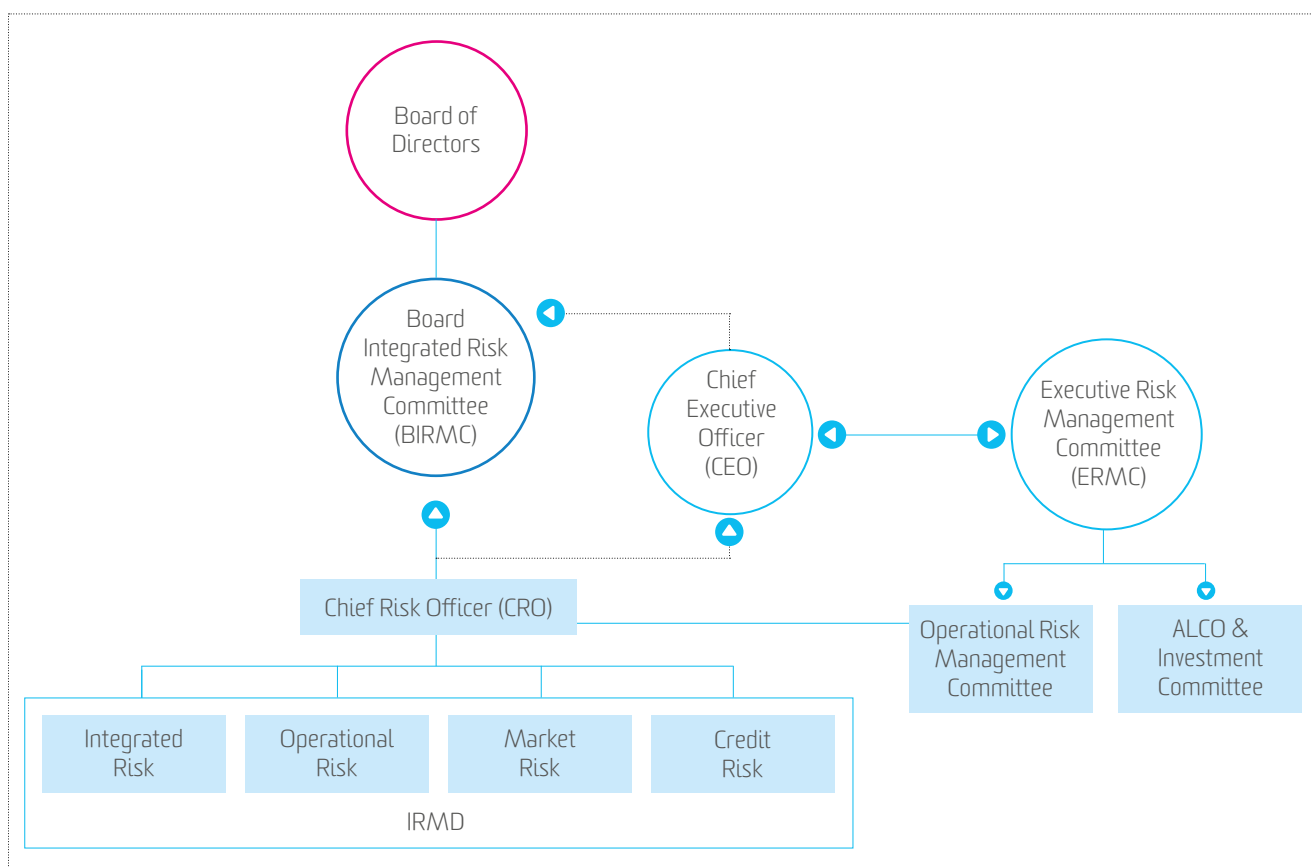 Board of
Directors
Board
Integrated Risk
Management
Committee
(BIRMC)
Chief
Executive
Officer
(CEO)
Executive Risk
Management
Committee
(ERMC)
Chief Risk Officer (CRO)
Operational Risk
Management
Committee
ALCO &
Investment
Committee
Integrated
Risk
Operational
Risk
Market
Risk
Credit
Risk
IRMD